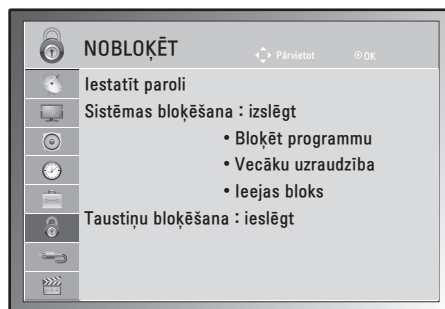 NOBLOĶĒT
Pārvietot
OK
Iestatīt paroli
Sistēmas bloķēšana : izslēgt
• Bloķēt programmu
• Vecāku uzraudzība
• Ieejas bloks
Taustiņu bloķēšana : ieslēgt